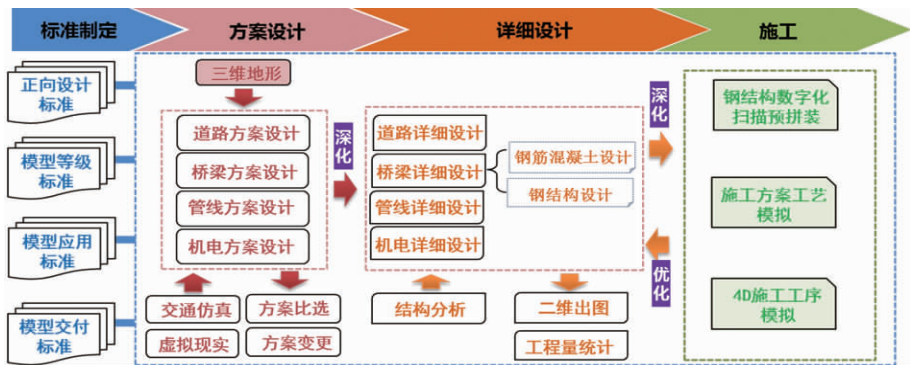 标准制定
方案设计
详细设计
施工
正向设计
标准
模型等级
标准
模型应用
标准
模型交付
标准
三维地形
道路方案设计
桥梁方案设计
管线方案设计
机电方案设计
交通仿真
方案比选
虚拟现实
方案变更
深化
道路详细设计
桥梁详细设计
管线详细设计
机电详细设计
钢筋混凝土设计
钢结构设计
结构分析
二维出图
工程量统计
深化
优化
钢结构数字化
扫描预拼装
施工方案工艺
模拟
4D施工工序
模拟